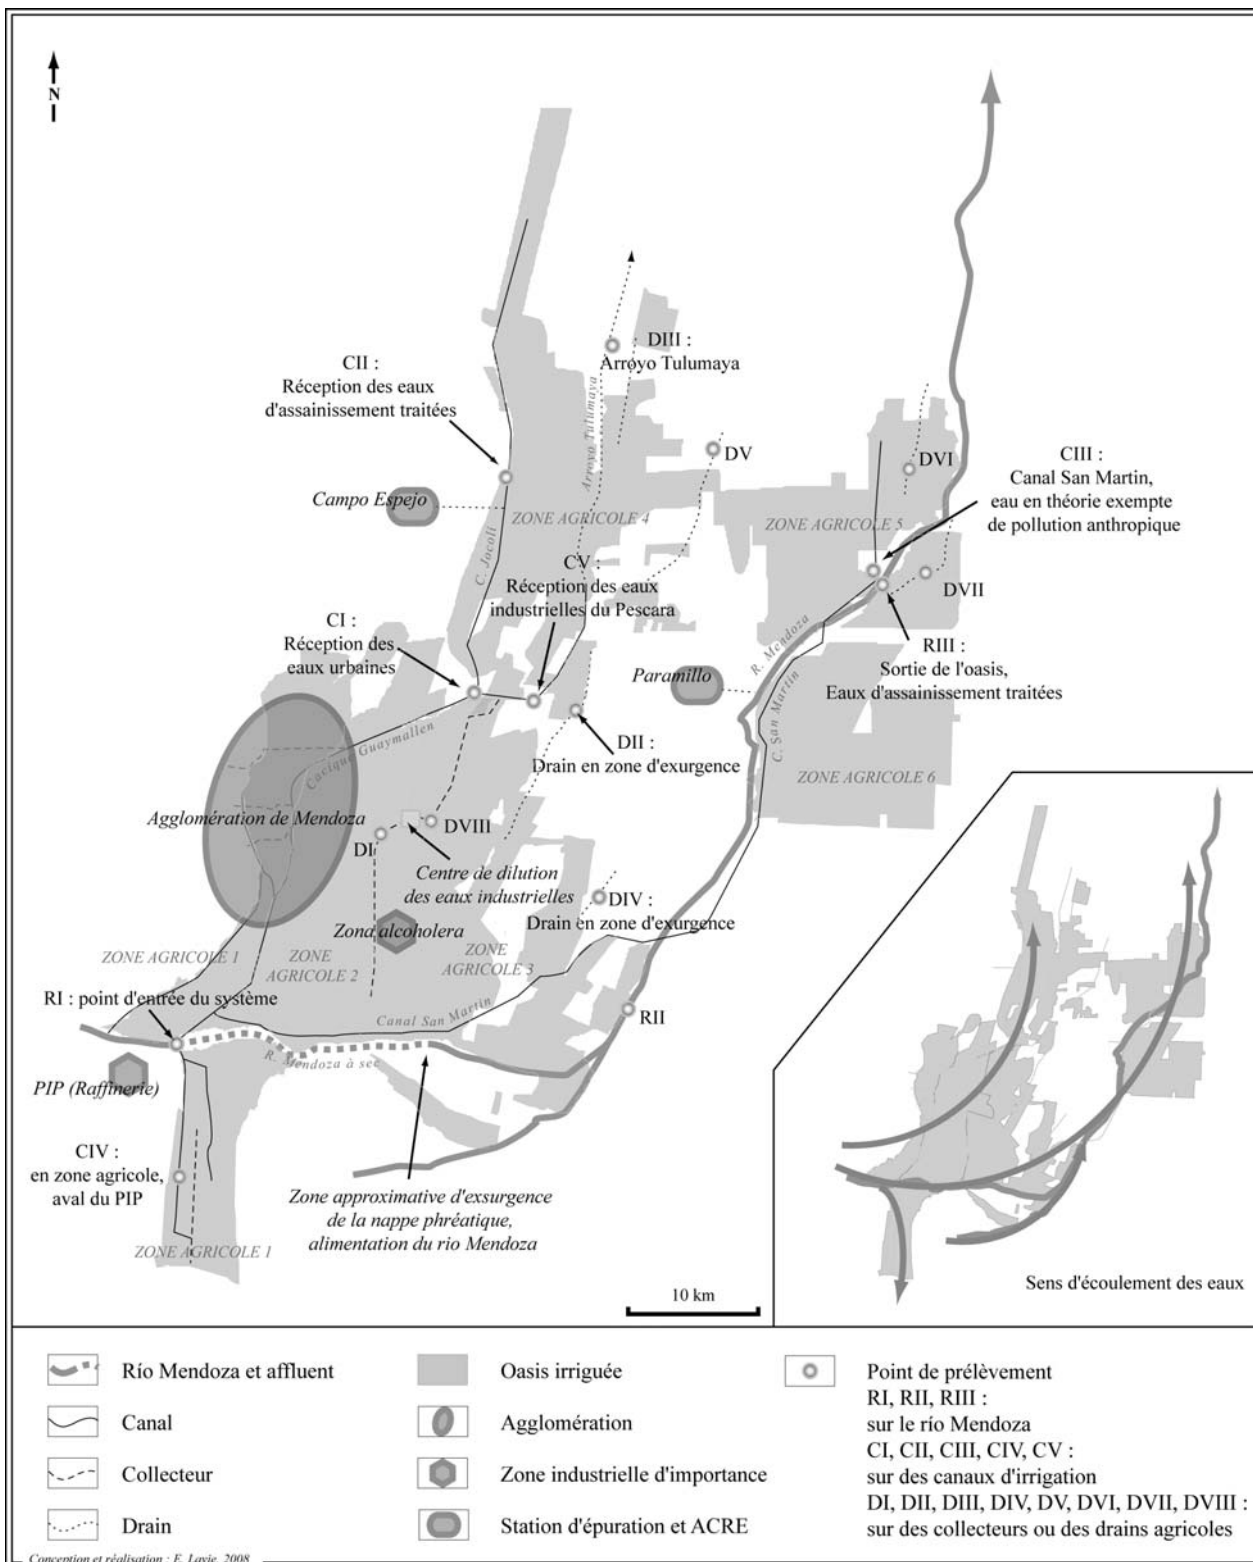 N
DIII :
Arroyo Tulumaya
CII :
Réception des eaux
d'assainissement traitées
Arroyo Tulumaya
DV
DVI
CIII :
Canal San Martin,
eau en théorie exempte
de pollution anthropique
Campo Espejo
ZONE AGRICOLE 4
ZONE AGRICOLE 5
C. Jocoli
CV :
Réception des eaux
industrielles du Pescara
DVII
CI :
Réception des
eaux urbaines
R. Mendoza
RIII :
Sortie de l'oasis,
Eaux d'assainissement traitées
Paramillo
C. San Martin
Cacique Guaymallen
DII :
Drain en zone d'exurgence
ZONE AGRICOLE 6
Agglomération de Mendoza
DVIII
DI
Centre de dilution
des eaux industrielles
DIV :
Drain en zone d'exurgence
Zona alcoholera
ZONE AGRICOLE 1
ZONE
AGRICOLE 2
ZONE
AGRICOLE 3
RI : point d'entrée du système
Canal San Martin
RII
R. Mendoza à sec
PIP (Raffinerie)
CIV :
en zone agricole,
aval du PIP
Zone approximative d'exsurgence
de la nappe phréatique,
alimentation du rio Mendoza
ZONE AGRICOLE 1
10 km
Sens d'écoulement des eaux
Río Mendoza et affluent
Canal
Collecteur
Drain
Oasis irriguée
Agglomération
Zone industrielle d'importance
Station d'épuration et ACRE
Point de prélèvement
RI, RII, RIII :
sur le río Mendoza
CI, CII, CIII, CIV, CV :
sur des canaux d'irrigation
DI, DII, DIII, DIV, DV, DVI, DVII, DVIII :
sur des collecteurs ou des drains agricoles
Conception et réalisation : E. Lavie, 2008